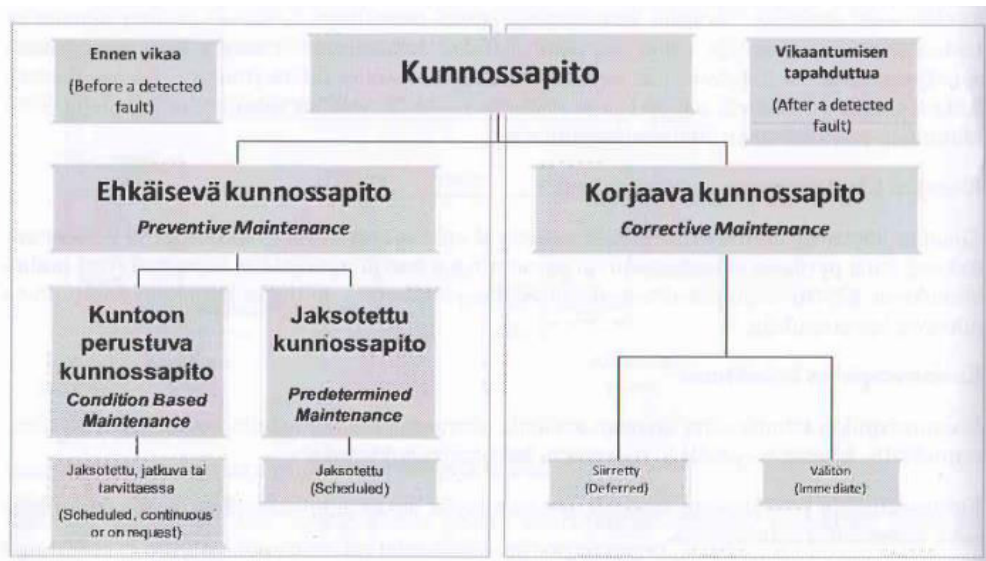 Ennen vikaa
(Before a detected
fault)
Kunnossapito
Vikaantumisen
tapahduttua
(After a detected
fault)
Ehkäisevä kunnossapito
Preventive Maintenance
Korjaava kunnossapito
Corrective Maintenance
Kuntoon
perustuva
kunnossapito
Condition Based
Maintenance
Jaksotettu
kunnossapito
Predetermined
Maintenance
Jaksotettu, jatkuva tai
tarvittaessa
(Scheduled, continuous
or on request)
Jaksotettu
(Scheduled)
Siirretty
(Deferred)
Välitön
(Immediate)